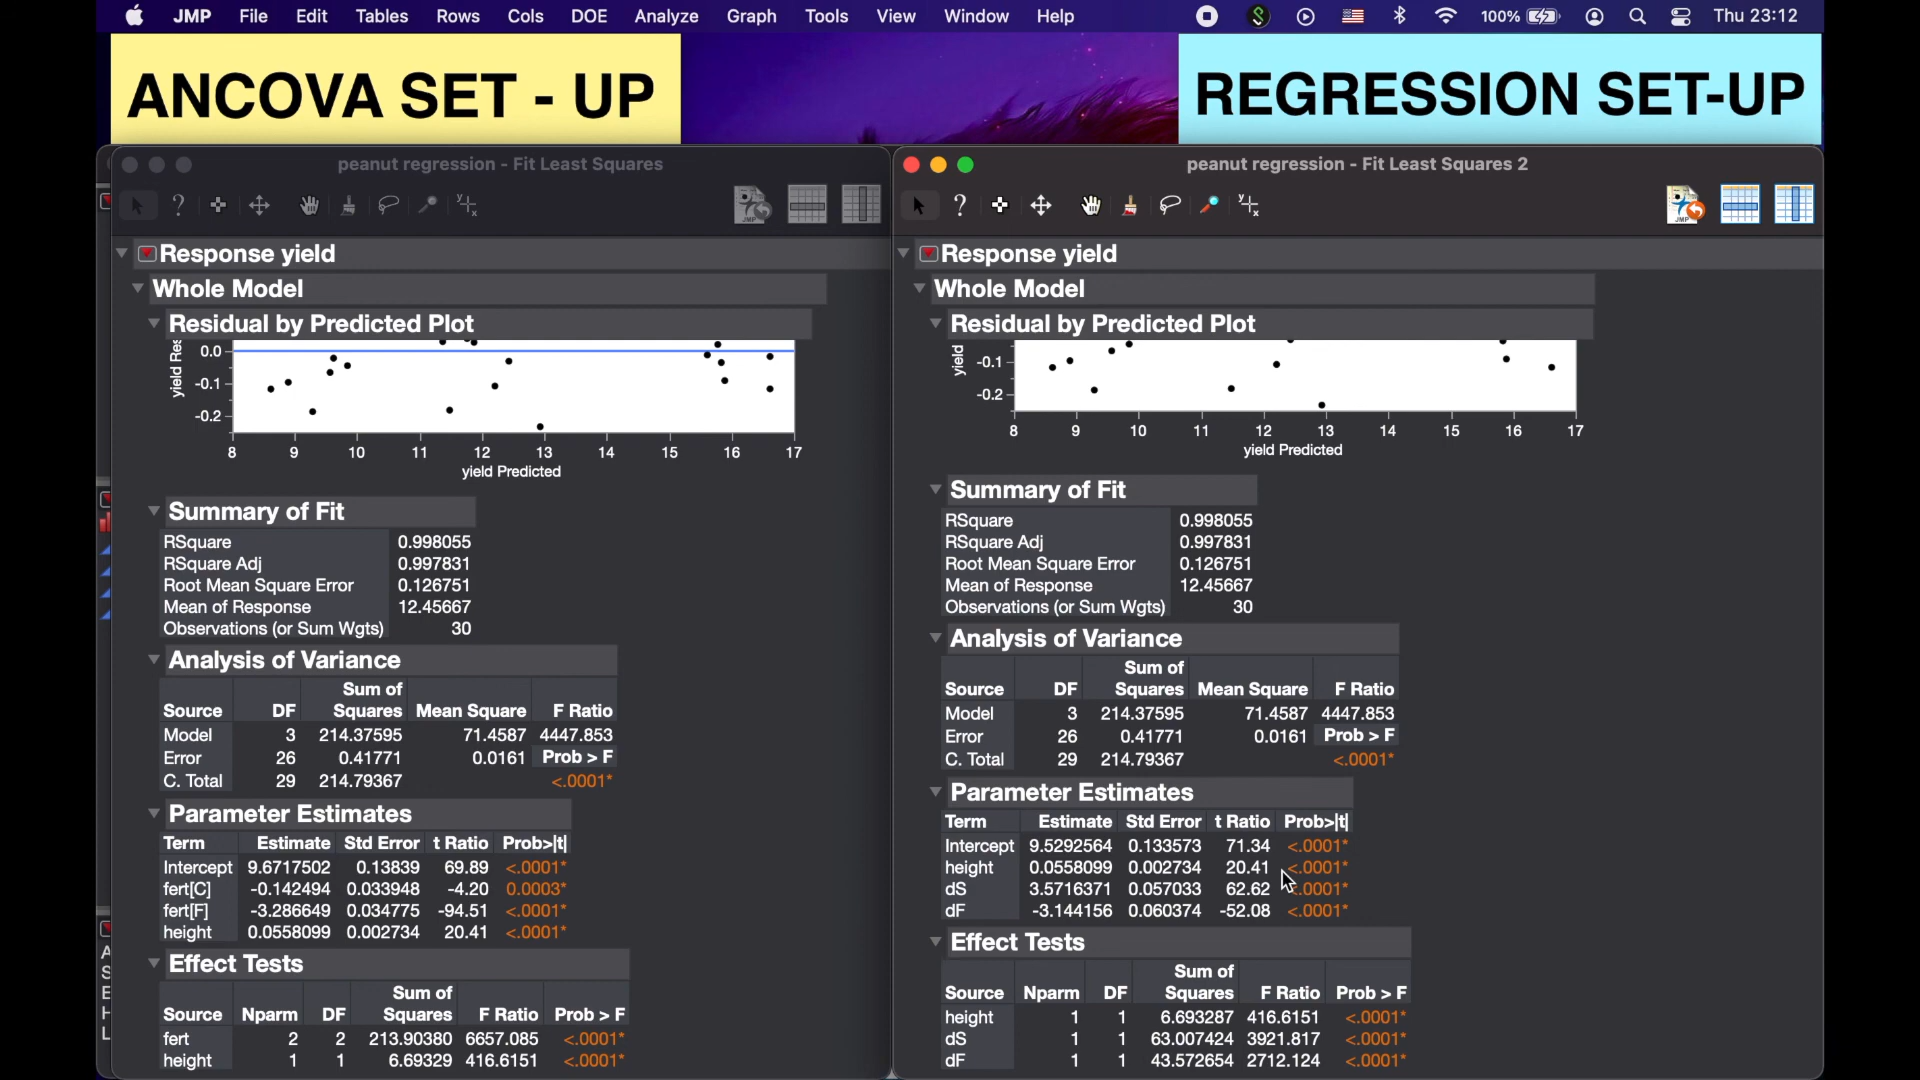 JMP File Edit Tables Rows Cols DOE Analyze Graph Tools View Window Help 100% Thu 23:12
ANCOVA SET - UP
REGRESSION SET-UP
peanut regression - Fit Least Squares
Response yield
Whole Model
Residual by Predicted Plot
0.0
-0.1
-0.2
8 9 10 11 12 13 14 15 16 17
yield Predicted
Summary of Fit
RSquare 0.998055
RSquare Adj 0.997831
Root Mean Square Error 0.126751
Mean of Response 12.45667
Observations (or Sum Wgts) 30
Analysis of Variance
Sum of
Source DF Squares Mean Square F Ratio
Model 3 214.37595 71.4587 4447.853
Error 26 0.41771 0.0161 Prob > F
C. Total 29 214.79367 <.0001*
Parameter Estimates
Term Estimate Std Error t Ratio Prob>|t|
Intercept 9.6717502 0.13839 69.89 <.0001*
fert[C] -0.142494 0.033948 -4.20 0.0003*
fert[F] -3.286649 0.034775 -94.51 <.0001*
height 0.0558099 0.002734 20.41 <.0001*
Effect Tests
Sum of
Source Nparm DF Squares F Ratio Prob > F
fert 2 2 213.90380 6657.085 <.0001*
height 1 1 6.69329 416.6151 <.0001*
peanut regression - Fit Least Squares 2
JMP
Response yield
Whole Model
Residual by Predicted Plot
yield
-0.1
-0.2
8 9 10 11 12 13 14 15 16 17
yield Predicted
Summary of Fit
RSquare 0.998055
RSquare Adj 0.997831
Root Mean Square Error 0.126751
Mean of Response 12.45667
Observations (or Sum Wgts) 30
Analysis of Variance
Sum of
Source DF Squares Mean Square F Ratio
Model 3 214.37595 71.4587 4447.853
Error 26 0.41771 0.0161 Prob > F
C. Total 29 214.79367 <.0001*
Parameter Estimates
Term Estimate Std Error t Ratio Prob>|t|
Intercept 9.5292564 0.133573 71.34 <.0001*
height 0.0558099 0.002734 20.41 <.0001*
dS 3.5716371 0.057033 62.62 <.0001*
dF -3.144156 0.060374 -52.08 <.0001*
Effect Tests
Sum of
Source Nparm DF Squares F Ratio Prob > F
height 1 1 6.693287 416.6151 <.0001*
dS 1 1 63.007424 3921.817 <.0001*
dF 1 1 43.572654 2712.124 <.0001*